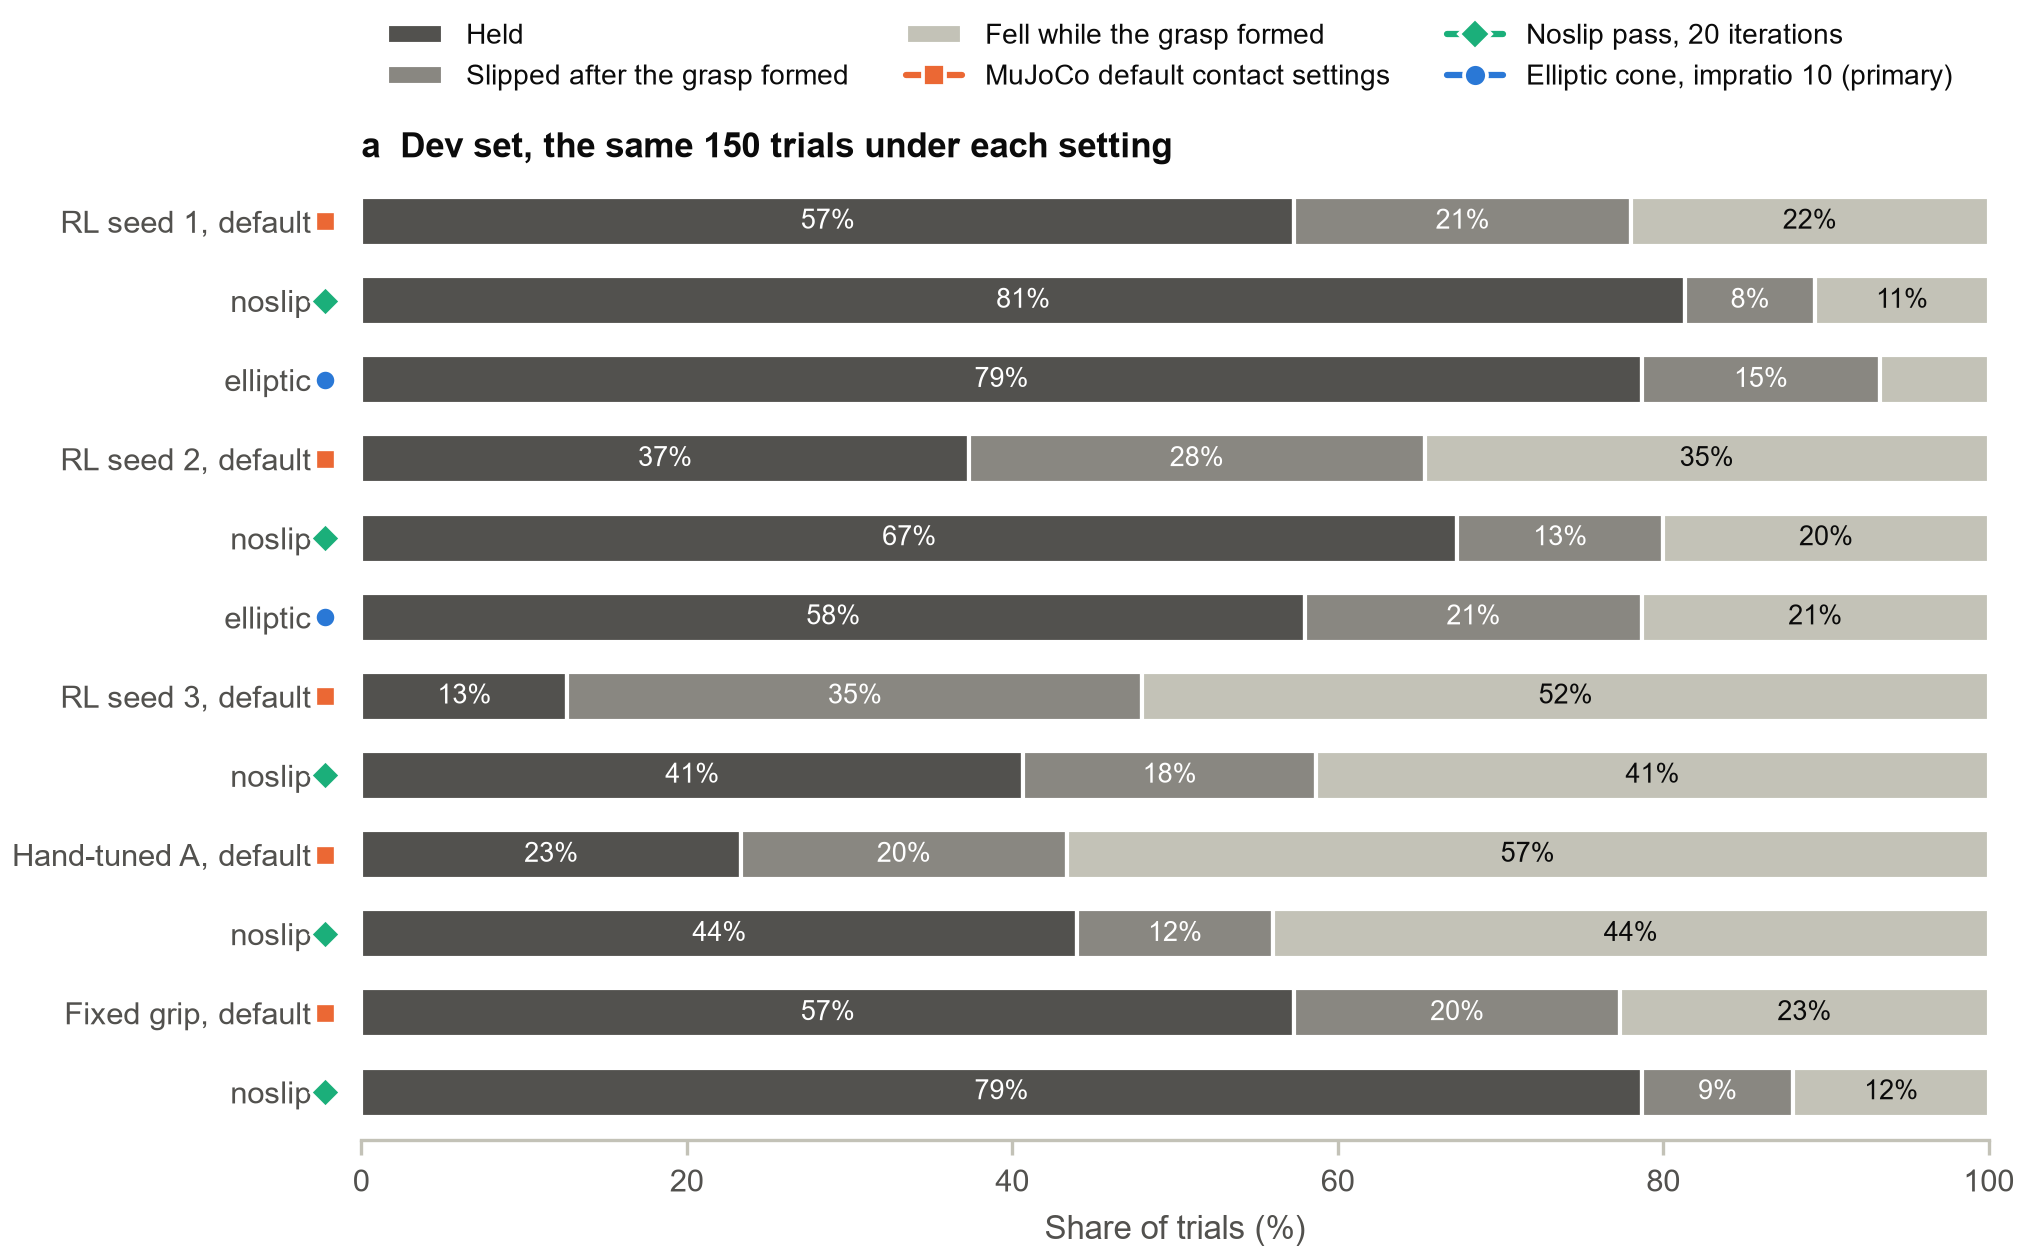 Held
Slipped after the grasp formed
Fell while the grasp formed
MuJoCo default contact settings
Noslip pass, 20 iterations
Elliptic cone, impratio 10 (primary)
a Dev set, the same 150 trials under each setting
RL seed 1, default 57% 21% 22%
noslip 81% 8% 11%
elliptic 79% 15%
RL seed 2, default 37% 28% 35%
noslip 67% 13% 20%
elliptic 58% 21% 21%
RL seed 3, default 13% 35% 52%
noslip 41% 18% 41%
Hand-tuned A, default 23% 20% 57%
noslip 44% 12% 44%
Fixed grip, default 57% 20% 23%
noslip 79% 9% 12%
0 20 40 60 80 100
Share of trials (%)